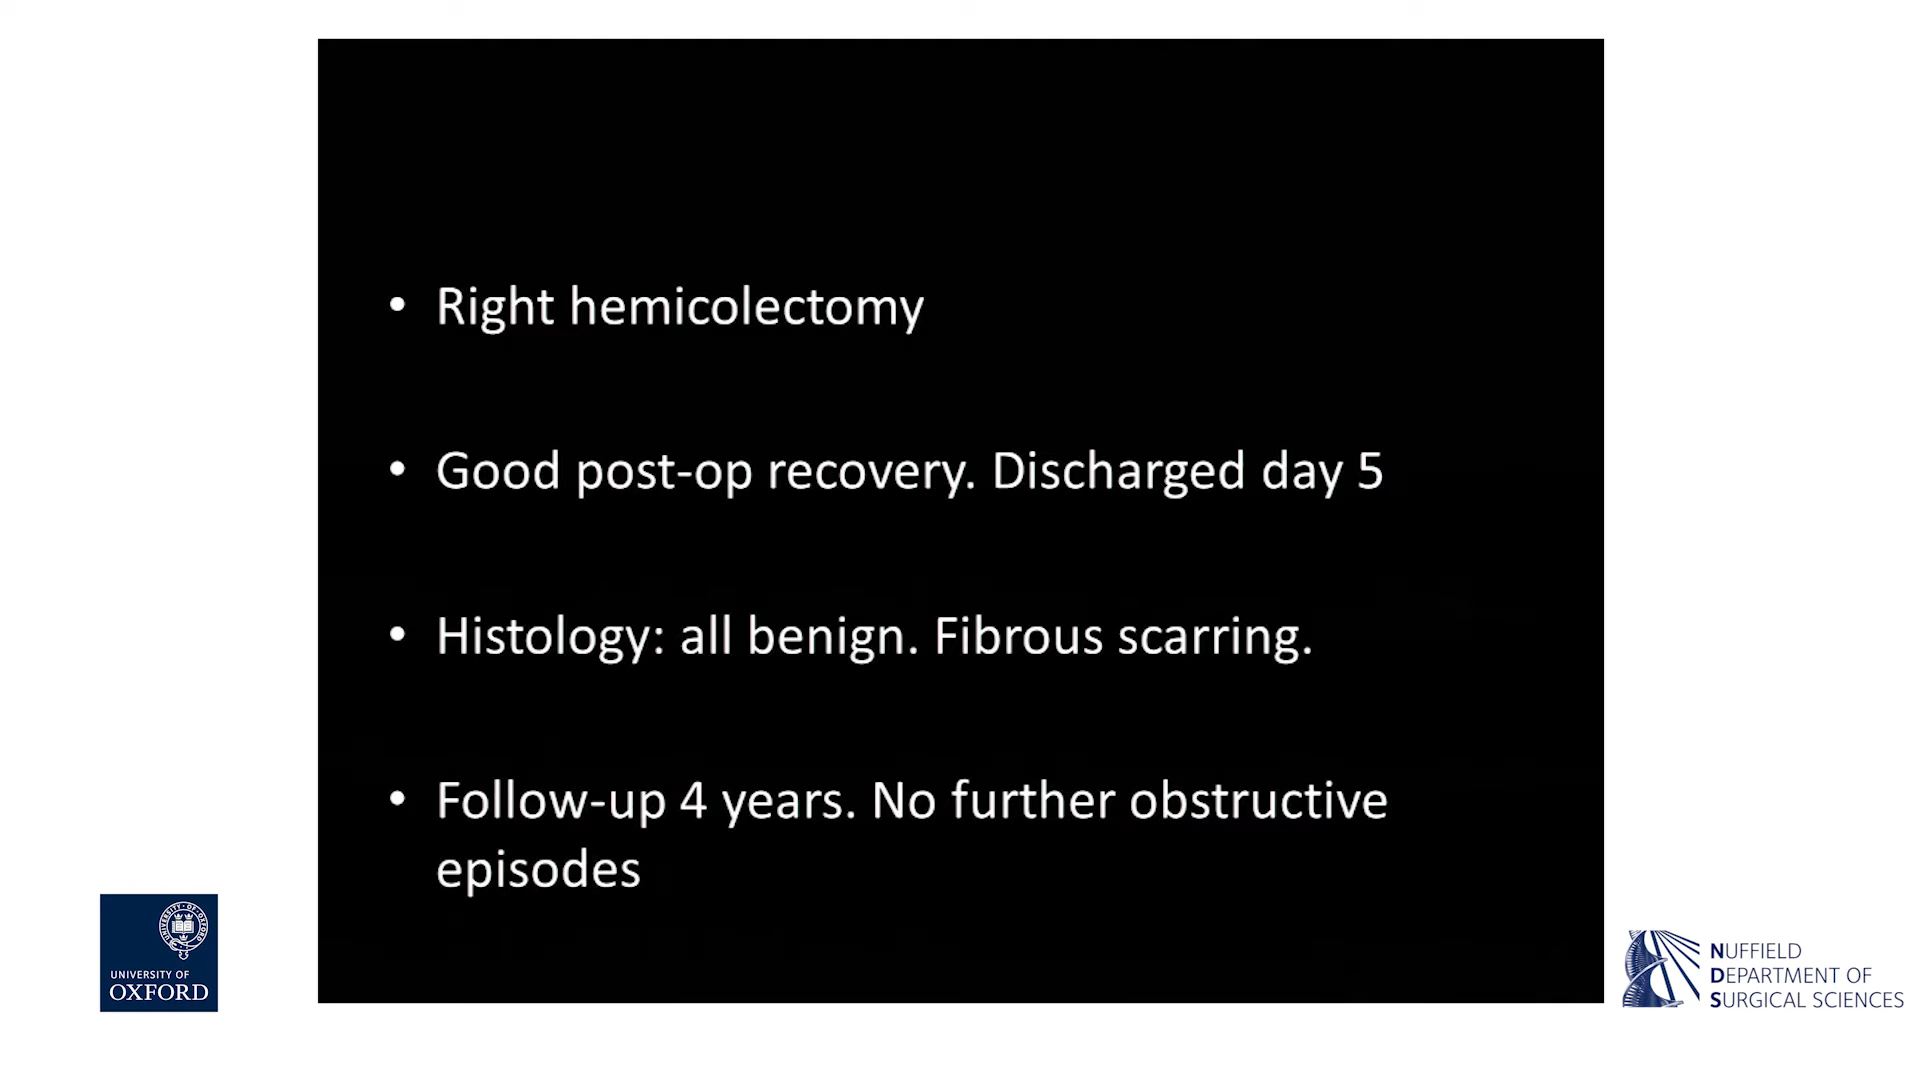 • Right hemicolectomy
• Good post-op recovery. Discharged day 5
• Histology: all benign. Fibrous scarring.
• Follow-up 4 years. No further obstructive
episodes
UNIVERSITY OF
OXFORD
NUFFIELD
DEPARTMENT OF
SURGICAL SCIENCES